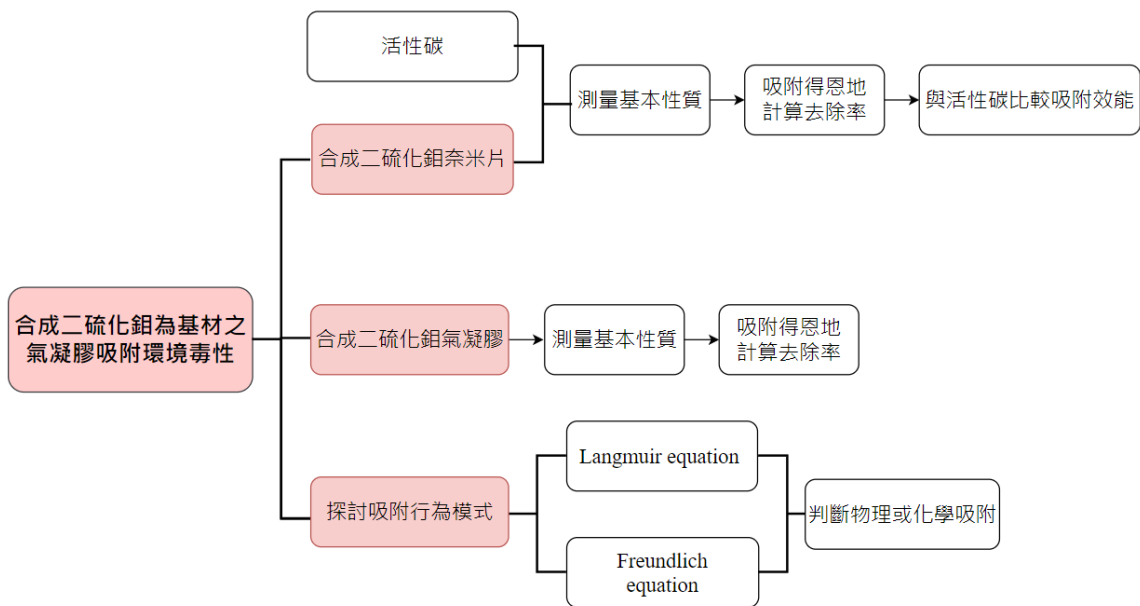 活性碳
合成二硫化鉬奈米片
測量基本性質
吸附得恩地
計算去除率
與活性碳比較吸附效能
合成二硫化鉬為基材之
氣凝膠吸附環境毒性
合成二硫化鉬氣凝膠
測量基本性質
吸附得恩地
計算去除率
探討吸附行為模式
Langmuir equation
Freundlich
equation
判斷物理或化學吸附